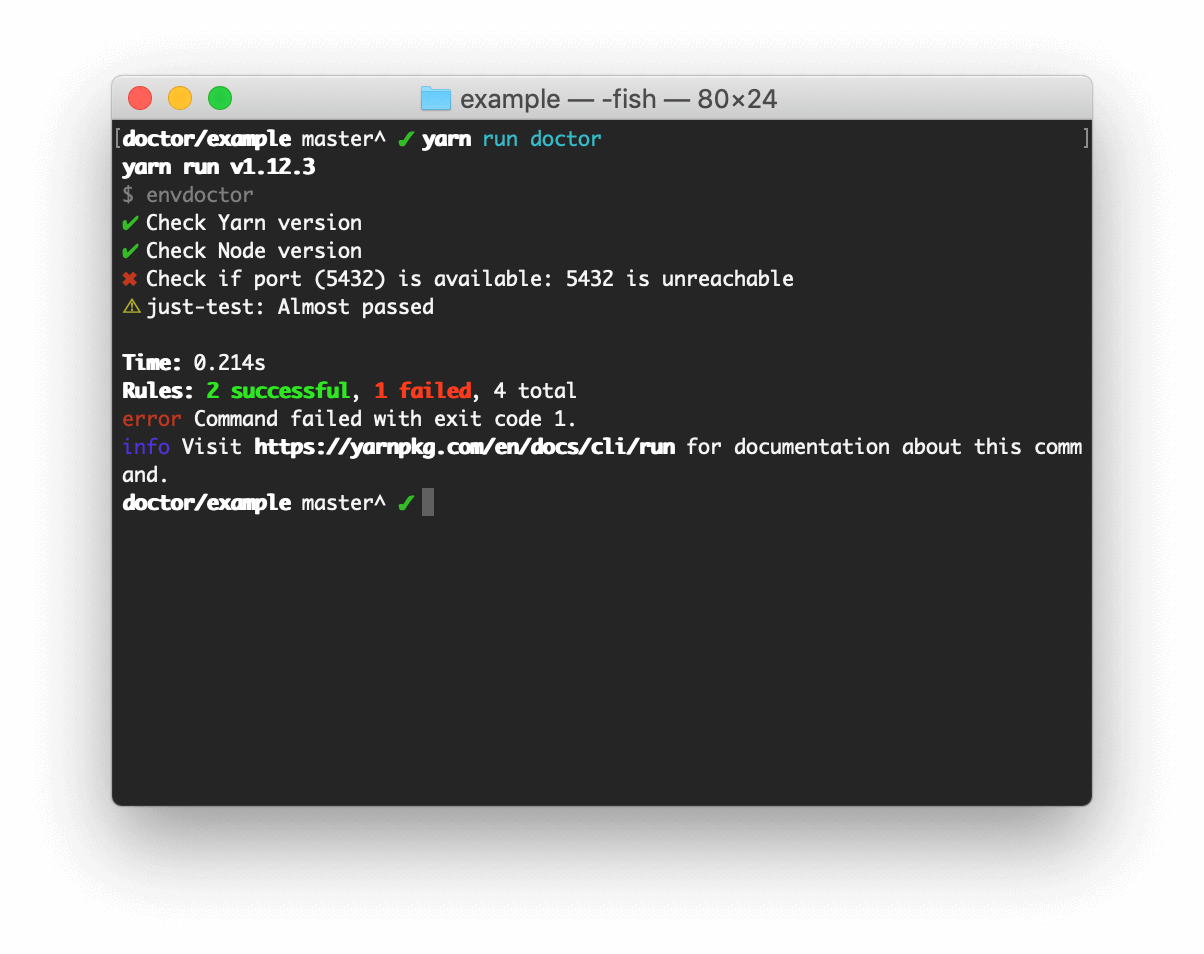 example — -fish — 80×24
[doctor/example master^ ✓ yarn run doctor ]
yarn run v1.12.3
$ envdoctor
✔ Check Yarn version
✔ Check Node version
✖ Check if port (5432) is available: 5432 is unreachable
⚠ just-test: Almost passed
Time: 0.214s
Rules: 2 successful, 1 failed, 4 total
error Command failed with exit code 1.
info Visit https://yarnpkg.com/en/docs/cli/run for documentation about this comm
and.
doctor/example master^ ✓